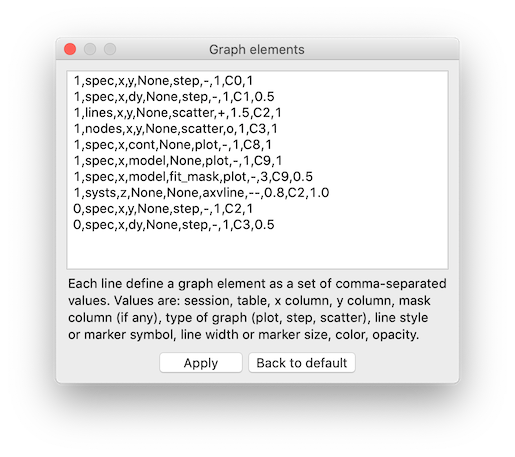 Graph elements
1,spec,x,y,None,step,-,1,C0,1
1,spec,x,dy,None,step,-,1,C1,0.5
1,lines,x,y,None,scatter,+,1.5,C2,1
1,nodes,x,y,None,scatter,o,1,C3,1
1,spec,x,cont,None,plot,-,1,C8,1
1,spec,x,model,None,plot,-,1,C9,1
1,spec,x,model,fit_mask,plot,-,3,C9,0.5
1,systs,z,None,None,axvline,--,0.8,C2,1.0
0,spec,x,y,None,step,-,1,C2,1
0,spec,x,dy,None,step,-,1,C3,0.5
Each line define a graph element as a set of comma-separated
values. Values are: session, table, x column, y column, mask
column (if any), type of graph (plot, step, scatter), line style
or marker symbol, line width or marker size, color, opacity.
Apply
Back to default